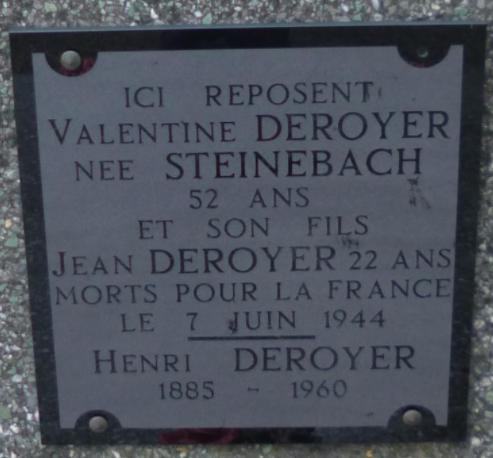 ICI REPOSENT
VALENTINE DEROYER
NEE STEINEBACH
52 ANS
ET SON FILS
JEAN DEROYER 22 ANS
MORTS POUR LA FRANCE
LE 7 JUIN 1944
HENRI DEROYER
1885 - 1960